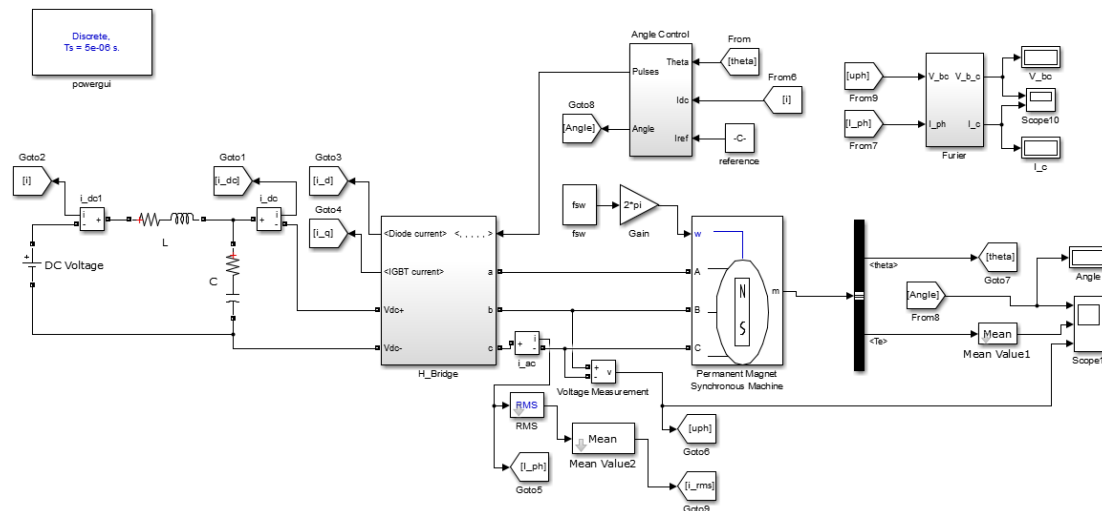 Discrete,
Ts = 5e-06 s.
powergui
Angle Control
Theta
Pulses
Idc
Angle
Iref
From
[theta]
From6
[i]
-C-
reference
Goto8
[Angle]
[uph]
From9
[I_ph]
From7
V_bc
V_b_c
I_ph
I_c
Furier
V_bc
Scope10
I_c
Goto2
[i]
i_dc1
i
-
+
Goto1
[i_dc]
i_dc
+
i
-
Goto3
[i_d]
Goto4
[i_q]
L
C
+
DC Voltage
<Diode current>
<, , , , , >
<IGBT current>
a
Vdc+
b
Vdc-
c
H_Bridge
fsw
fsw
2*pi
Gain
w
A
B
C
m
N
S
Permanent Magnet
Synchronous Machine
+
i
-
i_ac
+
-
v
Voltage Measurement
RMS
RMS
Mean
Mean Value2
[I_ph]
Goto5
[uph]
Goto6
[i_rms]
Goto9
<theta>
<Te>
[theta]
Goto7
[Angle]
From8
Mean
Mean Value1
Angle
Scope1